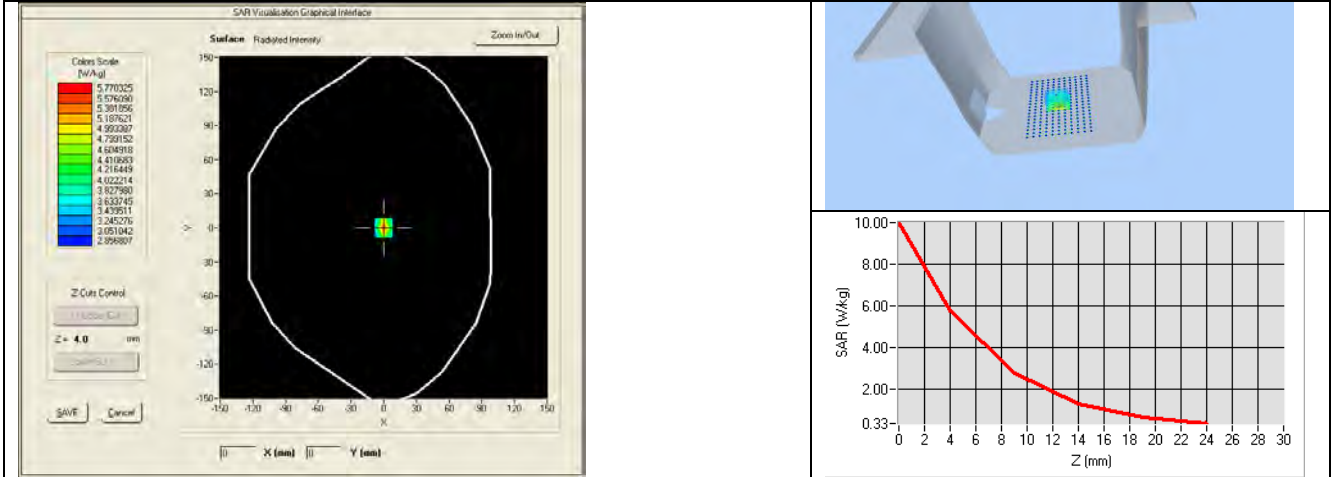 SAR Visualisation Graphical Interface
Surface Radiated Intensity
Zoom In/Out
Colors Scale
[W/kg]
5.770325
5.576090
5.381856
5.187621
4.993387
4.799152
4.604918
4.410683
4.216449
4.022214
3.827980
3.633745
3.439511
3.245276
3.051042
2.856807
150
120
90
60
30
Y
0
-30
-60
-90
-120
-150
-150 -120 -90 -60 -30 0 30 60 90 120 150
X
Z Cuts Control
Z = 4.0 mm
SAVE Cancel
0 X (mm) 0 Y (mm)
10.00
8.00
6.00
4.00
2.00
0.33
SAR (W/kg)
0 2 4 6 8 10 12 14 16 18 20 22 24 26 28 30
Z (mm)